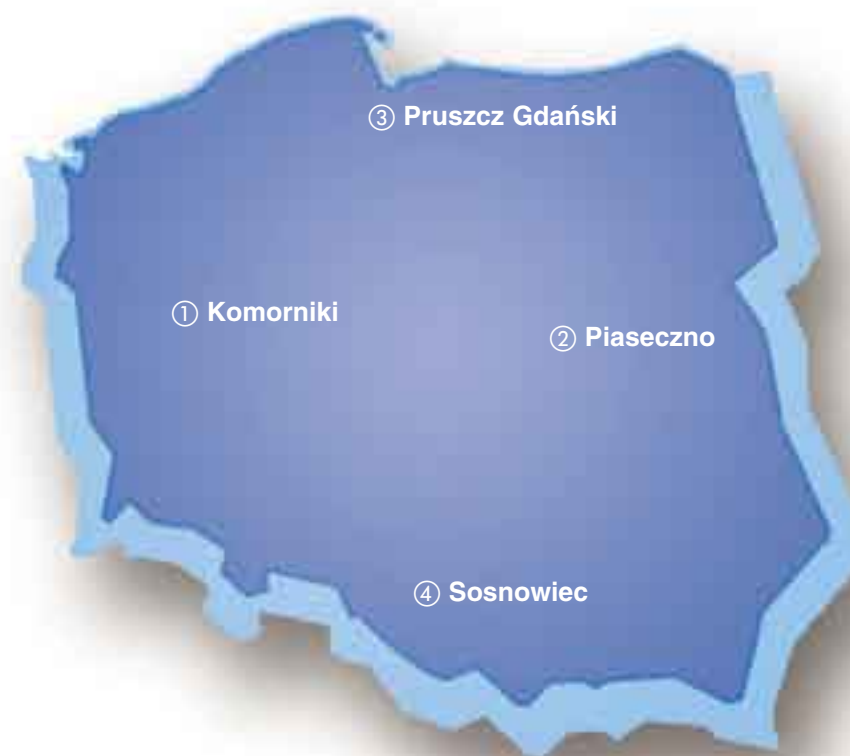 ③ Pruszcz Gdański
① Komorniki
② Piaseczno
④ Sosnowiec